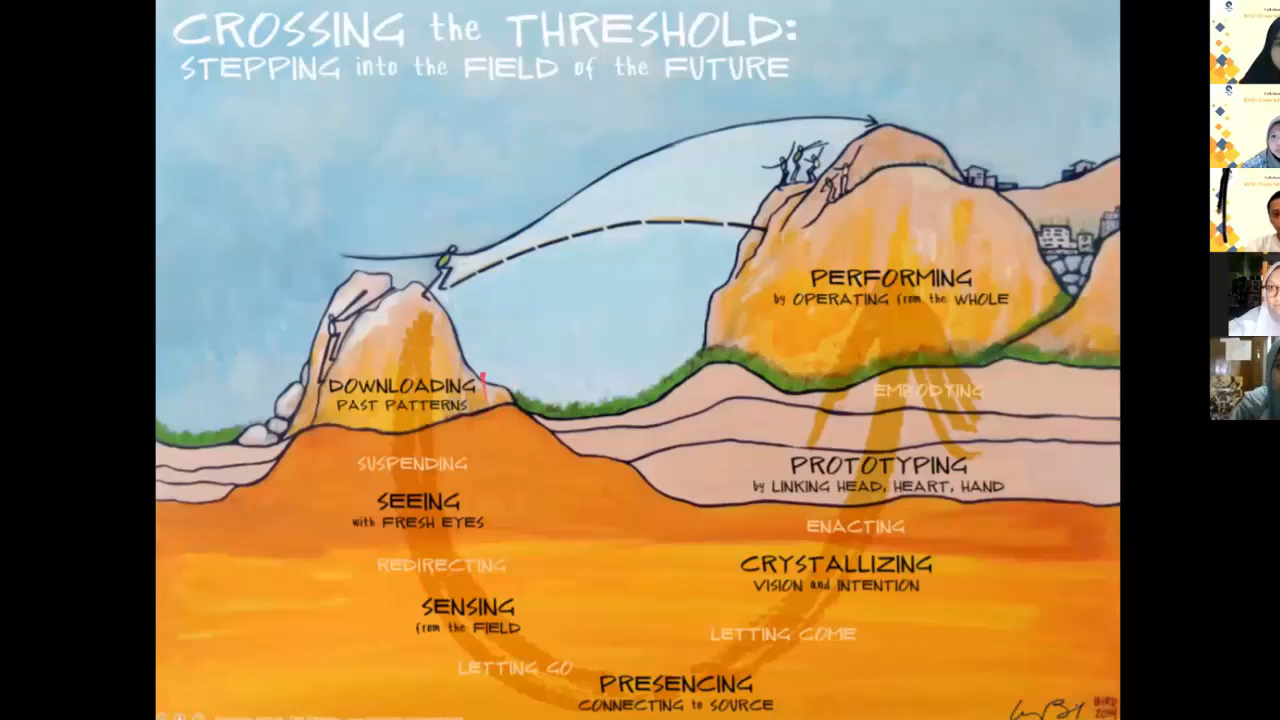 CROSSING the THRESHOLD:
STEPPING into the FIELD of the FUTURE
DOWNLOADING
PAST PATTERNS
SUSPENDING
SEEING
with FRESH EYES
REDIRECTING
SENSING
from the FIELD
LETTING GO
PRESENCING
CONNECTING to SOURCE
LETTING COME
CRYSTALLIZING
VISION and INTENTION
ENACTING
PROTOTYPING
by LINKING HEAD, HEART, HAND
EMBODYING
PERFORMING
by OPERATING from the WHOLE
BIRD
2014